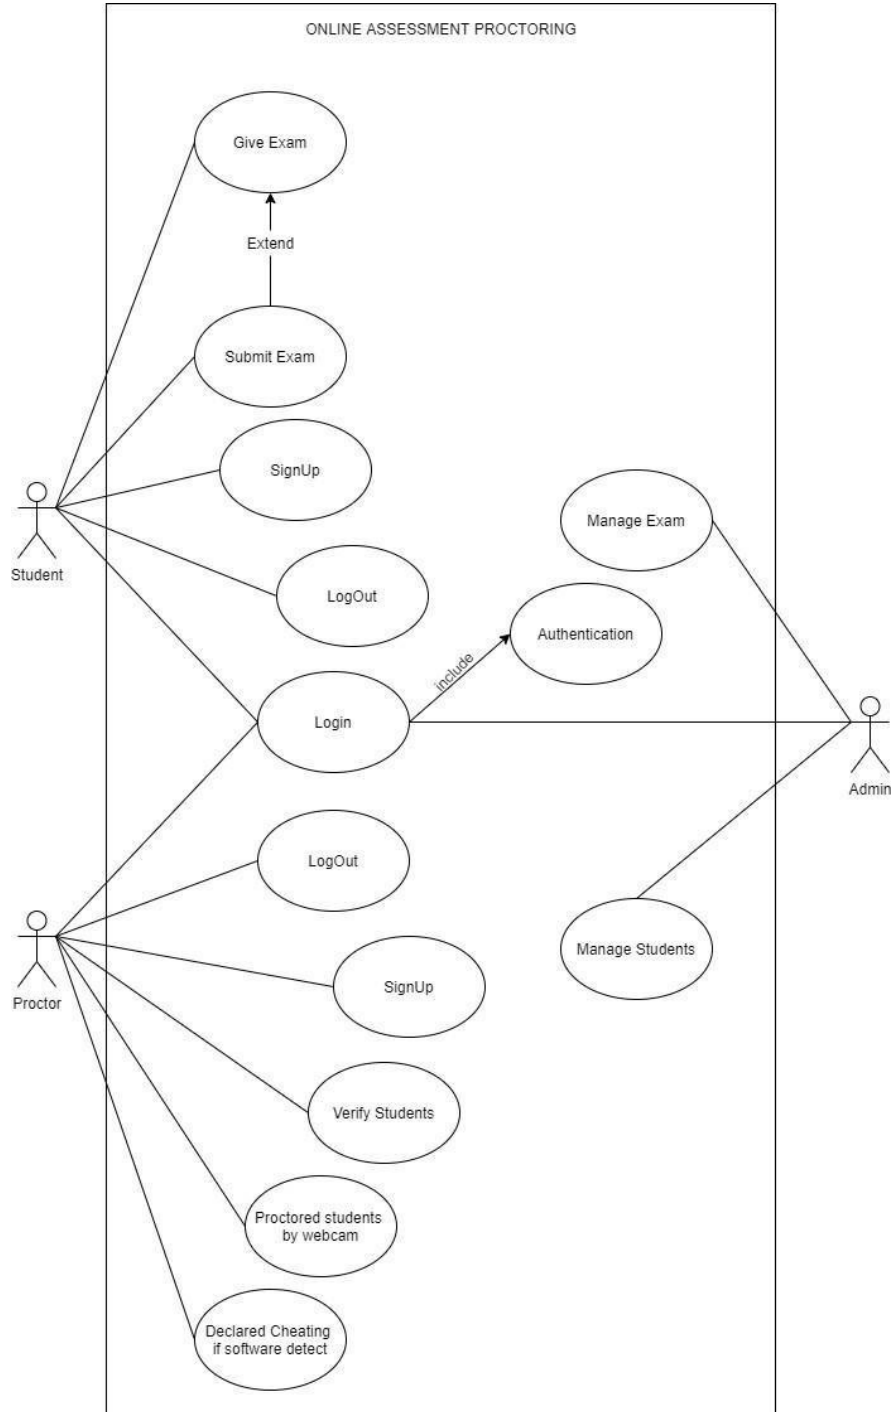 ONLINE ASSESSMENT PROCTORING
Give Exam
Extend
Submit Exam
SignUp
Manage Exam
Student
LogOut
Authentication
include
Login
Admin
LogOut
Manage Students
SignUp
Proctor
Verify Students
Proctored students
by webcam
Declared Cheating
if software detect